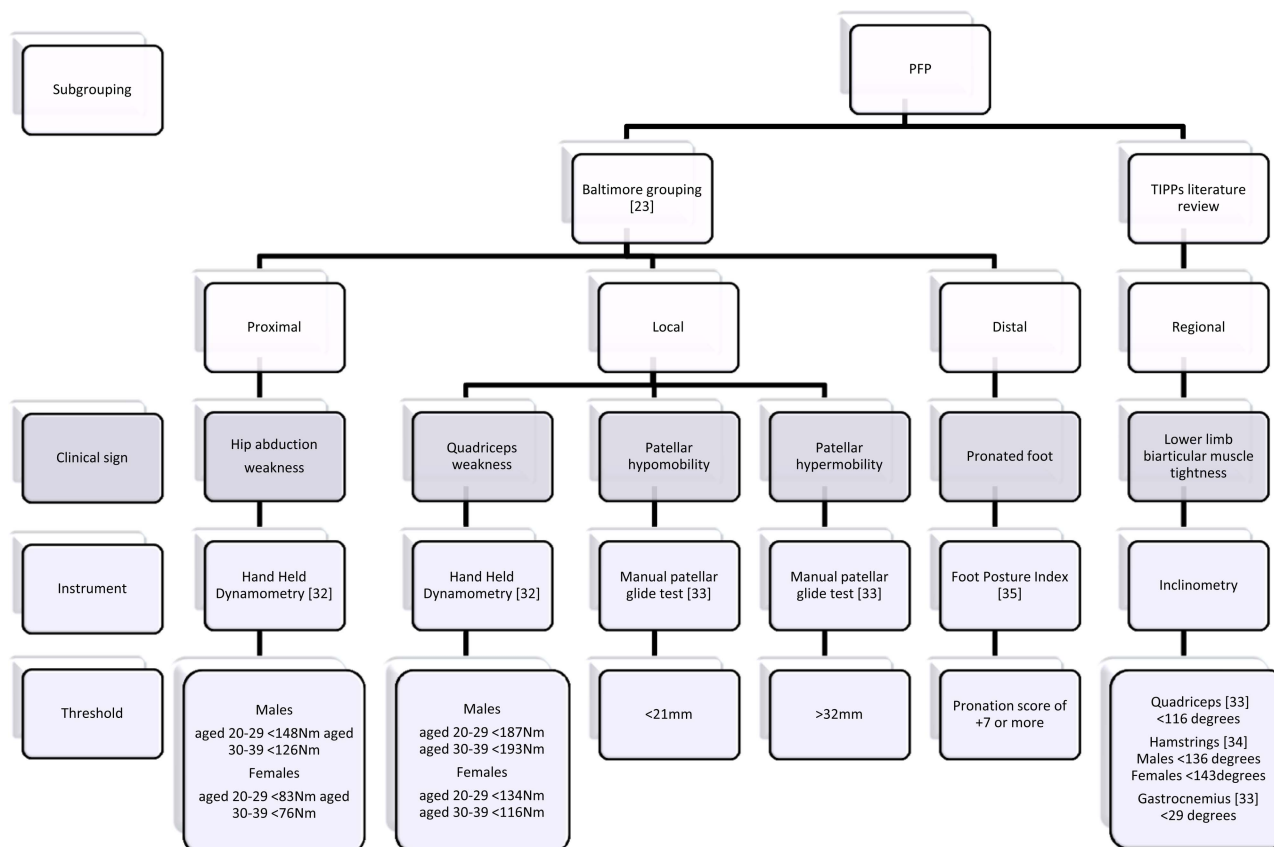 Subgrouping
PFP
Baltimore grouping
[23]
TIPPs literature
review
Proximal
Local
Distal
Regional
Clinical sign
Hip abduction
weakness
Quadriceps
weakness
Patellar
hypomobility
Patellar
hypermobility
Pronated foot
Lower limb
biarticular muscle
tightness
Instrument
Hand Held
Dynamometry [32]
Hand Held
Dynamometry [32]
Manual patellar
glide test [33]
Manual patellar
glide test [33]
Foot Posture Index
[35]
Inclinometry
Threshold
Males
aged 20-29 <148Nm aged
30-39 <126Nm
Females
aged 20-29 <83Nm aged
30-39 <76Nm
Males
aged 20-29 <187Nm
aged 30-39 <193Nm
Females
aged 20-29 <134Nm
aged 30-39 <116Nm
<21mm
>32mm
Pronation score of
+7 or more
Quadriceps [33]
<116 degrees
Hamstrings [34]
Males <136 degrees
Females <143degrees
Gastrocnemius [33]
<29 degrees